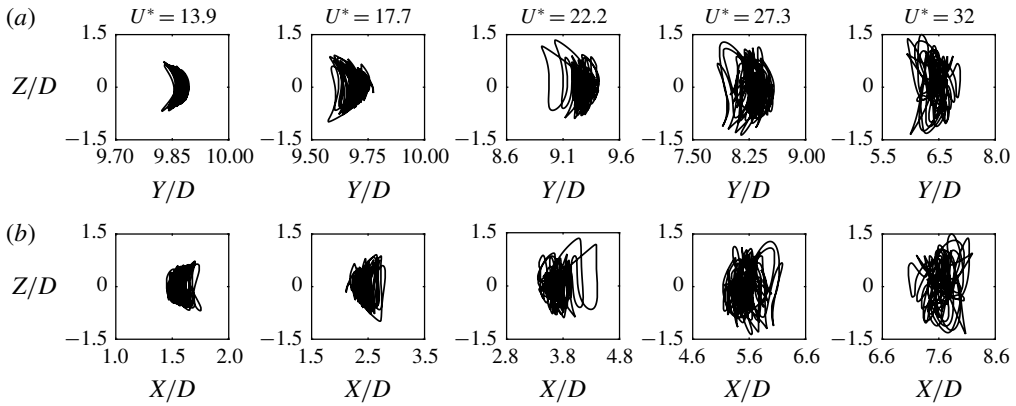 (a) U* = 13.9 U* = 17.7 U* = 22.2 U* = 27.3 U* = 32
1.5 1.5 1.5 1.5 1.5
Z/D 0 0 0 0 0
−1.5 −1.5 −1.5 −1.5 −1.5
9.70 9.85 10.00 9.50 9.75 10.00 8.6 9.1 9.6 7.50 8.25 9.00 5.5 6.5 8.0
Y/D Y/D Y/D Y/D Y/D
(b) 1.5 1.5 1.5 1.5 1.5
Z/D 0 0 0 0 0
−1.5 −1.5 −1.5 −1.5 −1.5
1.0 1.5 2.0 1.5 2.5 3.5 2.8 3.8 4.8 4.6 5.6 6.6 6.6 7.6 8.6
X/D X/D X/D X/D X/D